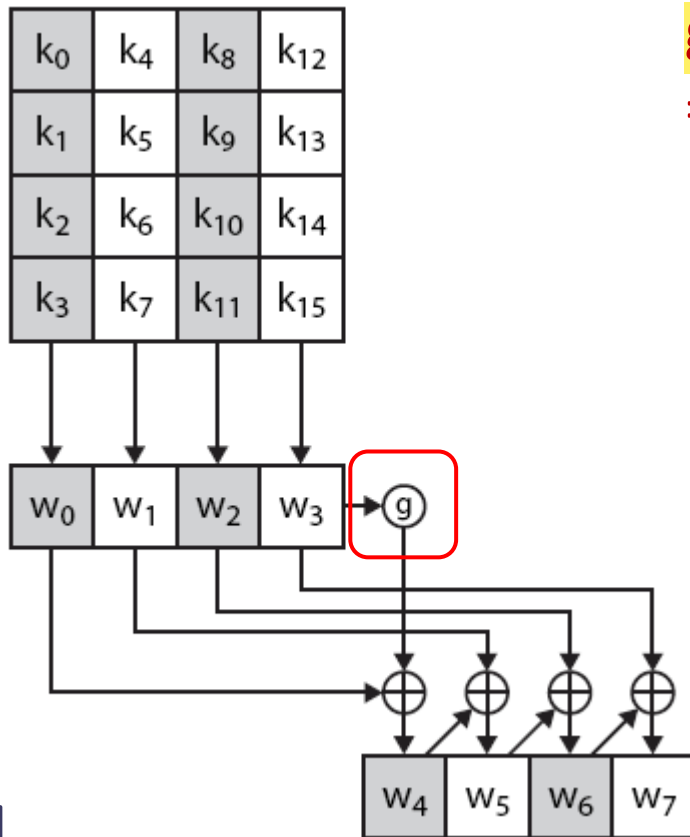 k₀ k₄ k₈ k₁₂
k₁ k₅ k₉ k₁₃
k₂ k₆ k₁₀ k₁₄
k₃ k₇ k₁₁ k₁₅
w₀ w₁ w₂ w₃ g
w₄ w₅ w₆ w₇